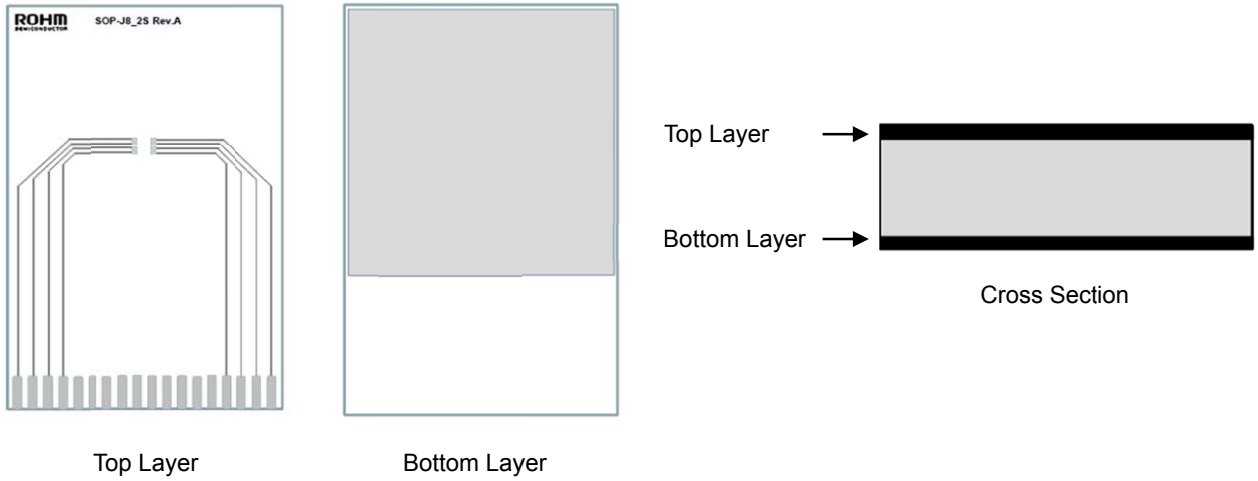 ROHM
SEMICONDUCTOR
SOP-J8_2S Rev.A
Top Layer
Bottom Layer
Cross Section
Top Layer
Bottom Layer